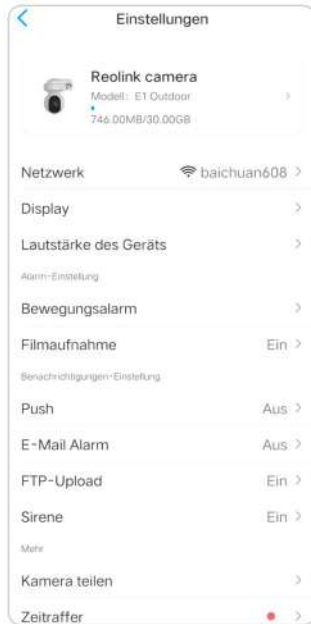 Einstellungen
Reolink camera
Modell: E1 Outdoor
746.00MB/30.00GB
Netzwerk baichuan608
Display
Lautstärke des Geräts
Alarm-Einstellung
Bewegungsalarm
Filmaufnahme Ein
Benachrichtigungen-Einstellung
Push Aus
E-Mail Alarm Aus
FTP-Upload Ein
Sirene Ein
Mehr
Kamera teilen
Zeitraffer